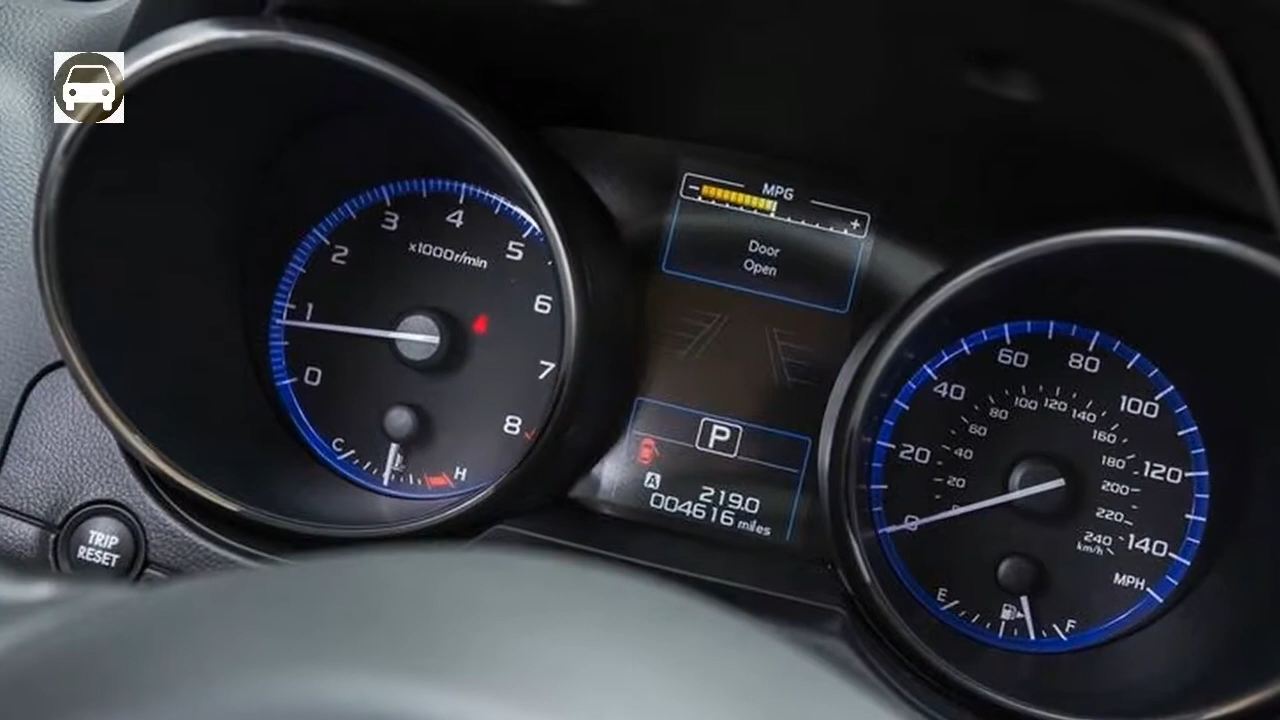 MPG
- +
Door
Open
0 1 2 3 4 5 6 7 8
x1000r/min
C H
P
A 219.0
004616 miles
TRIP
RESET
0 20 40 60 80 100 120 140
MPH
20 40 60 80 100 120 140 160 180 200 220 240
km/h
E F